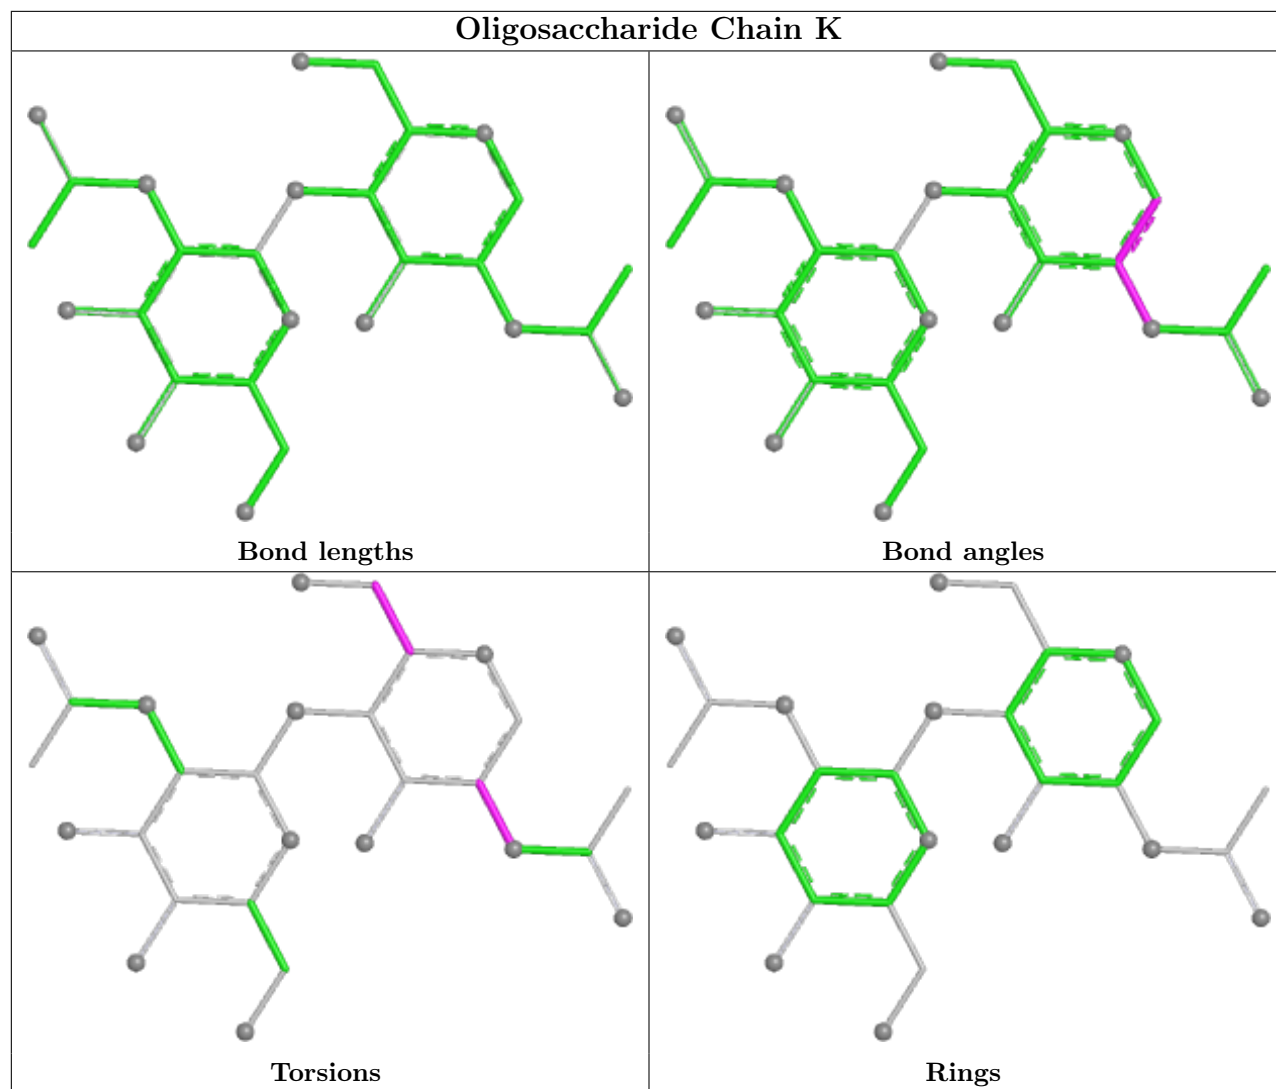 Oligosaccharide Chain K
Bond lengths
Bond angles
Torsions
Rings